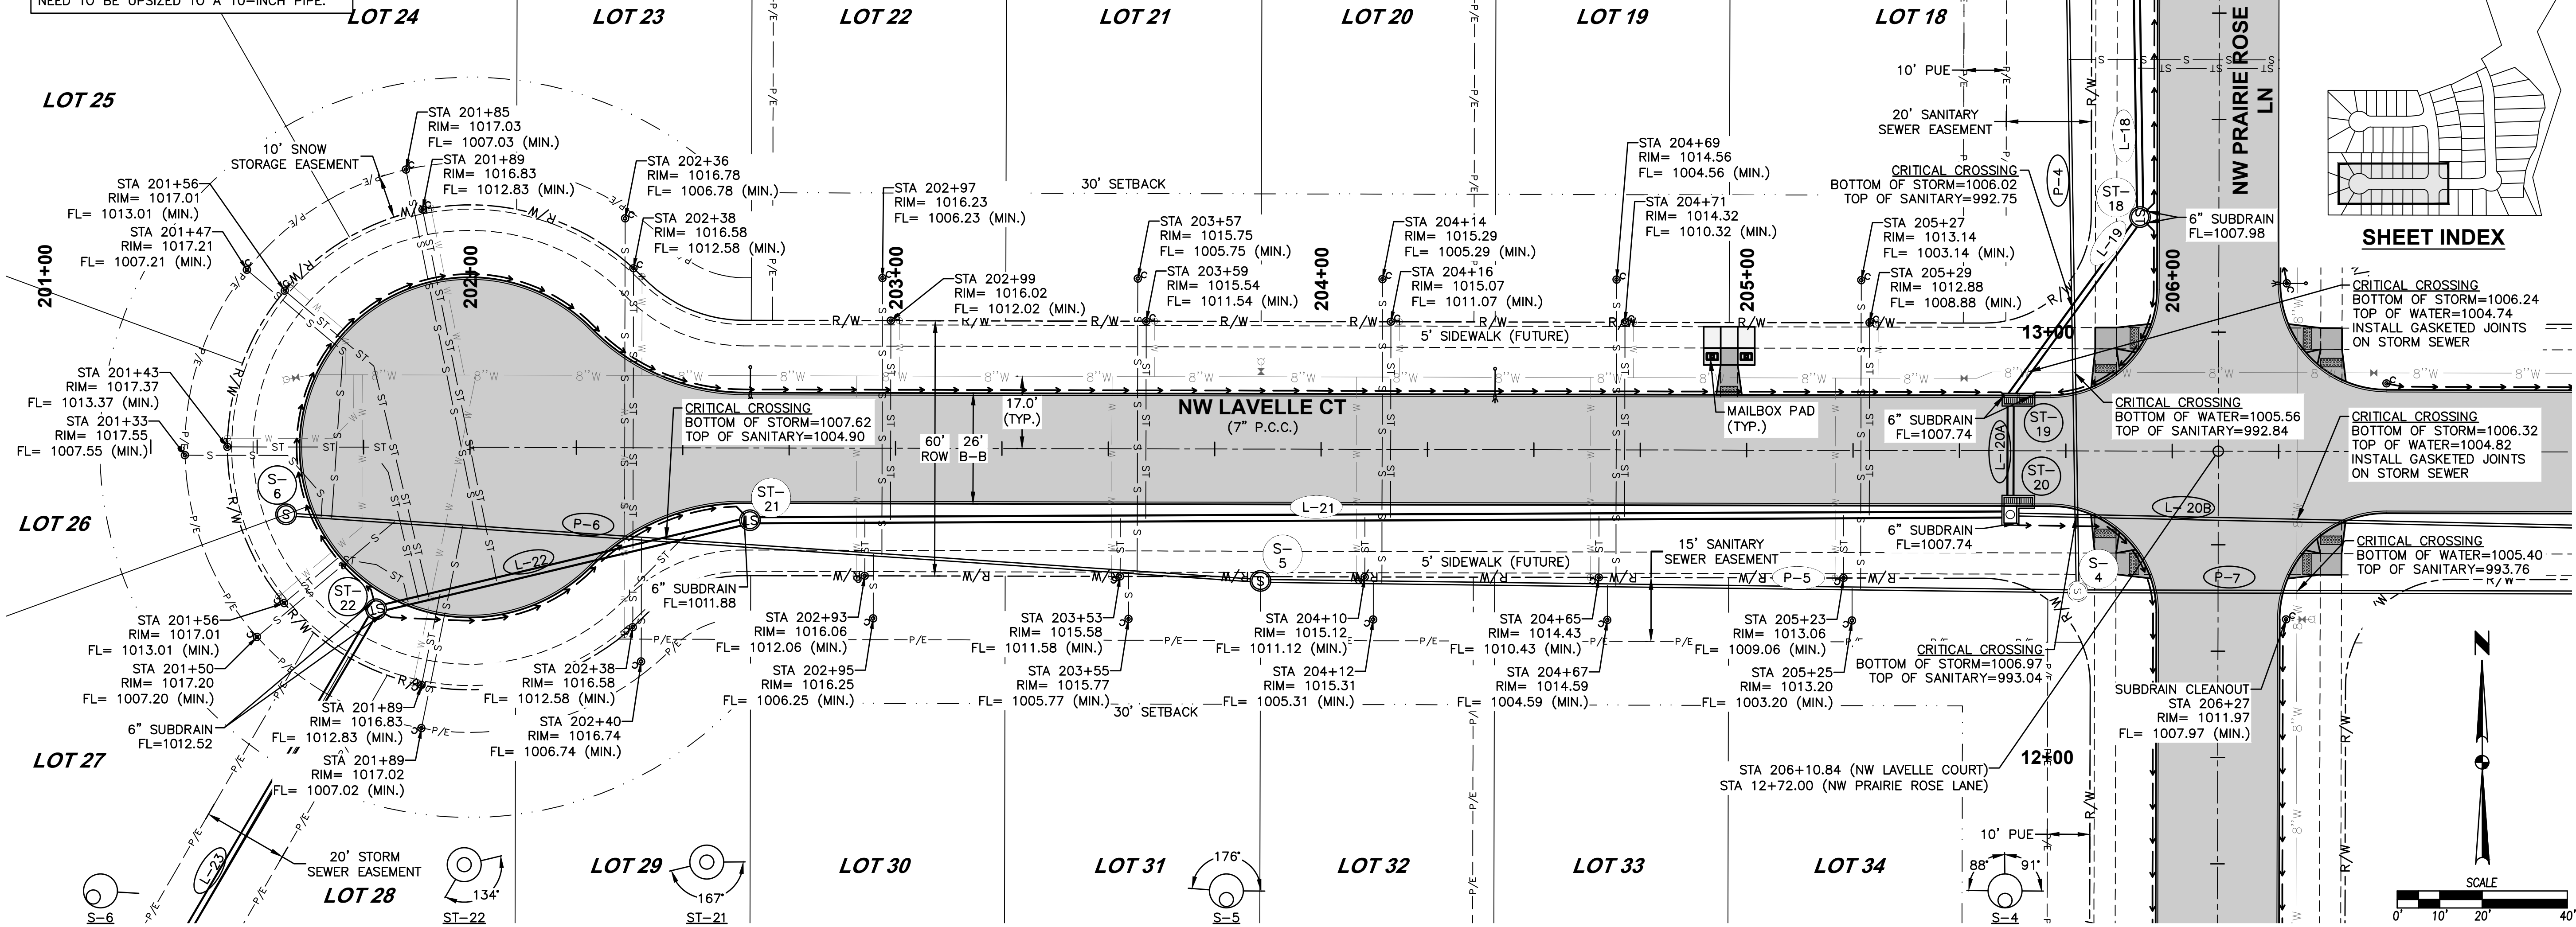 NEED TO BE UPSIZED TO A 10-INCH PIPE.
LOT 24
LOT 23
LOT 22
LOT 21
LOT 20
LOT 19
LOT 18
LOT 25
10' SNOW
STORAGE EASEMENT
STA 201+85
RIM= 1017.03
FL= 1007.03 (MIN.)
STA 201+89
RIM= 1016.83
FL= 1012.83 (MIN.)
STA 201+56
RIM= 1017.01
FL= 1013.01 (MIN.)
STA 201+47
RIM= 1017.21
FL= 1007.21 (MIN.)
STA 202+36
RIM= 1016.78
FL= 1006.78 (MIN.)
STA 202+38
RIM= 1016.58
FL= 1012.58 (MIN.)
STA 202+97
RIM= 1016.23
FL= 1006.23 (MIN.)
STA 202+99
RIM= 1016.02
FL= 1012.02 (MIN.)
30' SETBACK
STA 203+57
RIM= 1015.75
FL= 1005.75 (MIN.)
STA 203+59
RIM= 1015.54
FL= 1011.54 (MIN.)
STA 204+14
RIM= 1015.29
FL= 1005.29 (MIN.)
STA 204+16
RIM= 1015.07
FL= 1011.07 (MIN.)
STA 204+69
RIM= 1014.56
FL= 1004.56 (MIN.)
STA 204+71
RIM= 1014.32
FL= 1010.32 (MIN.)
STA 205+27
RIM= 1013.14
FL= 1003.14 (MIN.)
STA 205+29
RIM= 1012.88
FL= 1008.88 (MIN.)
10' PUE
20' SANITARY
SEWER EASEMENT
CRITICAL CROSSING
BOTTOM OF STORM=1006.02
TOP OF SANITARY=992.75
P-4
L-18
ST-
18
L-19
6" SUBDRAIN
FL=1007.98
NW PRAIRIE ROSE
LN
SHEET INDEX
201+00
202+00
203+00
204+00
205+00
206+00
13+00
CRITICAL CROSSING
BOTTOM OF STORM=1006.24
TOP OF WATER=1004.74
INSTALL GASKETED JOINTS
ON STORM SEWER
5' SIDEWALK (FUTURE)
STA 201+43
RIM= 1017.37
FL= 1013.37 (MIN.)
STA 201+33
RIM= 1017.55
FL= 1007.55 (MIN.)
CRITICAL CROSSING
BOTTOM OF STORM=1007.62
TOP OF SANITARY=1004.90
60'
ROW
26'
B-B
17.0'
(TYP.)
NW LAVELLE CT
(7" P.C.C.)
MAILBOX PAD
(TYP.)
6" SUBDRAIN
FL=1007.74
L-20A
ST-
19
ST-
20
CRITICAL CROSSING
BOTTOM OF WATER=1005.56
TOP OF SANITARY=992.84
CRITICAL CROSSING
BOTTOM OF STORM=1006.32
TOP OF WATER=1004.82
INSTALL GASKETED JOINTS
ON STORM SEWER
LOT 26
S-
6
P-6
ST-
21
L-21
L-20B
L-22
ST-
22
6" SUBDRAIN
FL=1011.88
S-
5
5' SIDEWALK (FUTURE)
15' SANITARY
SEWER EASEMENT
P-5
6" SUBDRAIN
FL=1007.74
S-
4
P-7
CRITICAL CROSSING
BOTTOM OF WATER=1005.40
TOP OF SANITARY=993.76
STA 201+56
RIM= 1017.01
FL= 1013.01 (MIN.)
STA 201+50
RIM= 1017.20
FL= 1007.20 (MIN.)
6" SUBDRAIN
FL=1012.52
STA 201+89
RIM= 1016.83
FL= 1012.83 (MIN.)
STA 201+89
RIM= 1017.02
FL= 1007.02 (MIN.)
STA 202+38
RIM= 1016.58
FL= 1012.58 (MIN.)
STA 202+40
RIM= 1016.74
FL= 1006.74 (MIN.)
STA 202+93
RIM= 1016.06
FL= 1012.06 (MIN.)
STA 202+95
RIM= 1016.25
FL= 1006.25 (MIN.)
STA 203+53
RIM= 1015.58
FL= 1011.58 (MIN.)
STA 203+55
RIM= 1015.77
FL= 1005.77 (MIN.)
30' SETBACK
STA 204+10
RIM= 1015.12
FL= 1011.12 (MIN.)
STA 204+12
RIM= 1015.31
FL= 1005.31 (MIN.)
STA 204+65
RIM= 1014.43
FL= 1010.43 (MIN.)
STA 204+67
RIM= 1014.59
FL= 1004.59 (MIN.)
STA 205+23
RIM= 1013.06
FL= 1009.06 (MIN.)
STA 205+25
RIM= 1013.20
FL= 1003.20 (MIN.)
CRITICAL CROSSING
BOTTOM OF STORM=1006.97
TOP OF SANITARY=993.04
SUBDRAIN CLEANOUT
STA 206+27
RIM= 1011.97
FL= 1007.97 (MIN.)
12+00
STA 206+10.84 (NW LAVELLE COURT)
STA 12+72.00 (NW PRAIRIE ROSE LANE)
10' PUE
N
LOT 27
L-23
20' STORM
SEWER EASEMENT
LOT 28
LOT 29
LOT 30
LOT 31
LOT 32
LOT 33
LOT 34
S-6
134°
ST-22
167°
ST-21
176°
S-5
88°
91°
S-4
SCALE
0' 10' 20' 40'